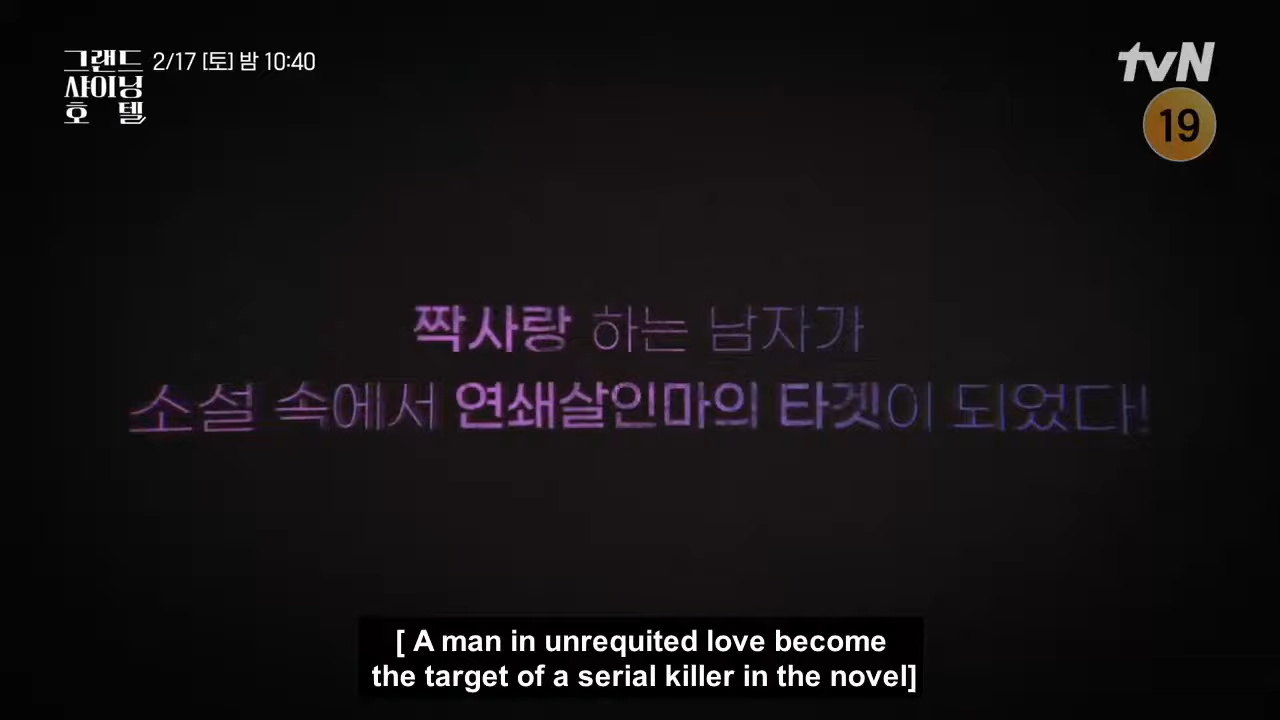 그랜드
샤이닝
호텔
2/17 [토] 밤 10:40
tvN
19
짝사랑 하는 남자가
소설 속에서 연쇄살인마의 타겟이 되었다!
[ A man in unrequited love become
the target of a serial killer in the novel]